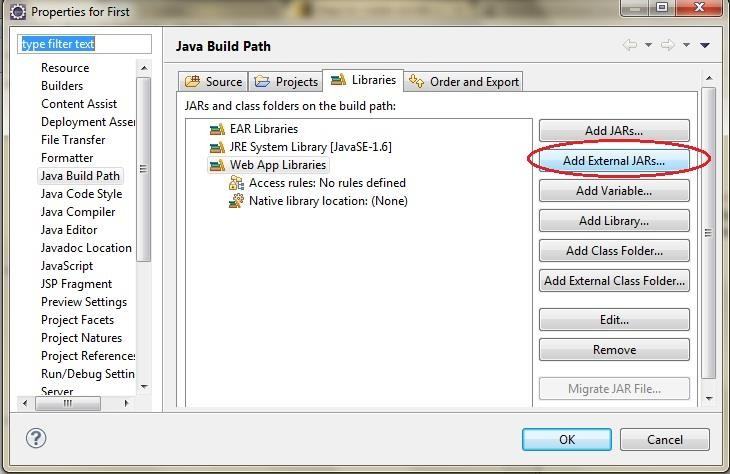 Properties for First
type filter text
Resource
Builders
Content Assist
Deployment Asser
File Transfer
Formatter
Java Build Path
Java Code Style
Java Compiler
Java Editor
Javadoc Location
JavaScript
JSP Fragment
Preview Settings
Project Facets
Project Natures
Project References
Run/Debug Settin
Server
Java Build Path
Source
Projects
Libraries
Order and Export
JARs and class folders on the build path:
EAR Libraries
JRE System Library [JavaSE-1.6]
Web App Libraries
Access rules: No rules defined
Native library location: (None)
Add JARs...
Add External JARs...
Add Variable...
Add Library...
Add Class Folder...
Add External Class Folder...
Edit...
Remove
Migrate JAR File...
?
OK
Cancel